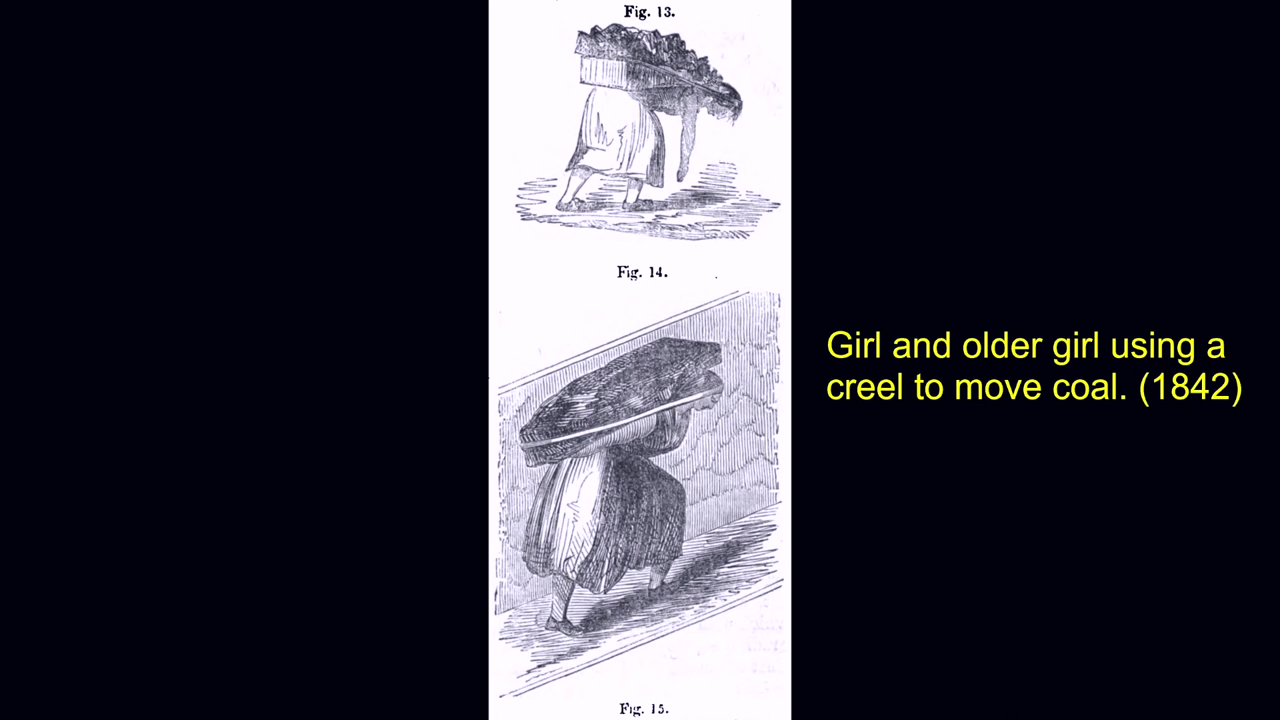 Fig. 13.
Fig. 14.
Girl and older girl using a
creel to move coal. (1842)
Fig. 15.